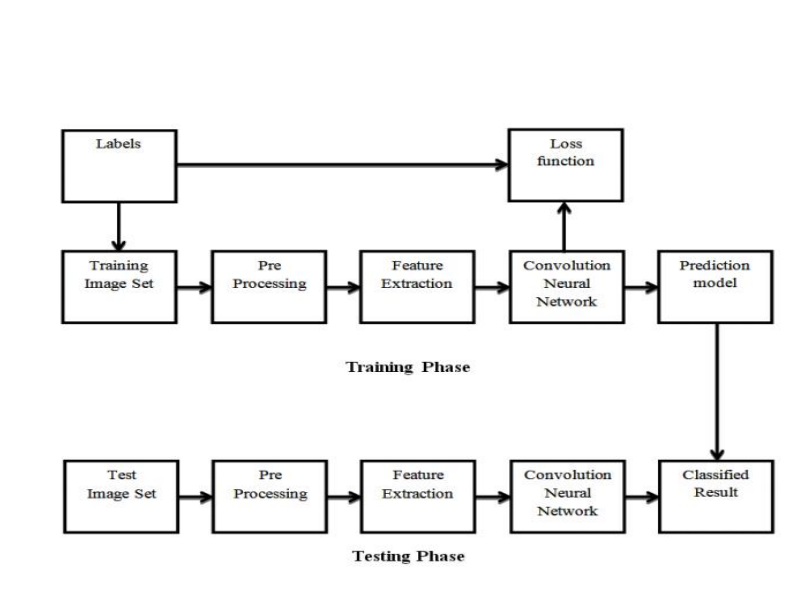 Labels
Loss
function
Training
Image Set
Pre
Processing
Feature
Extraction
Convolution
Neural
Network
Prediction
model
Training Phase
Test
Image Set
Pre
Processing
Feature
Extraction
Convolution
Neural
Network
Classified
Result
Testing Phase